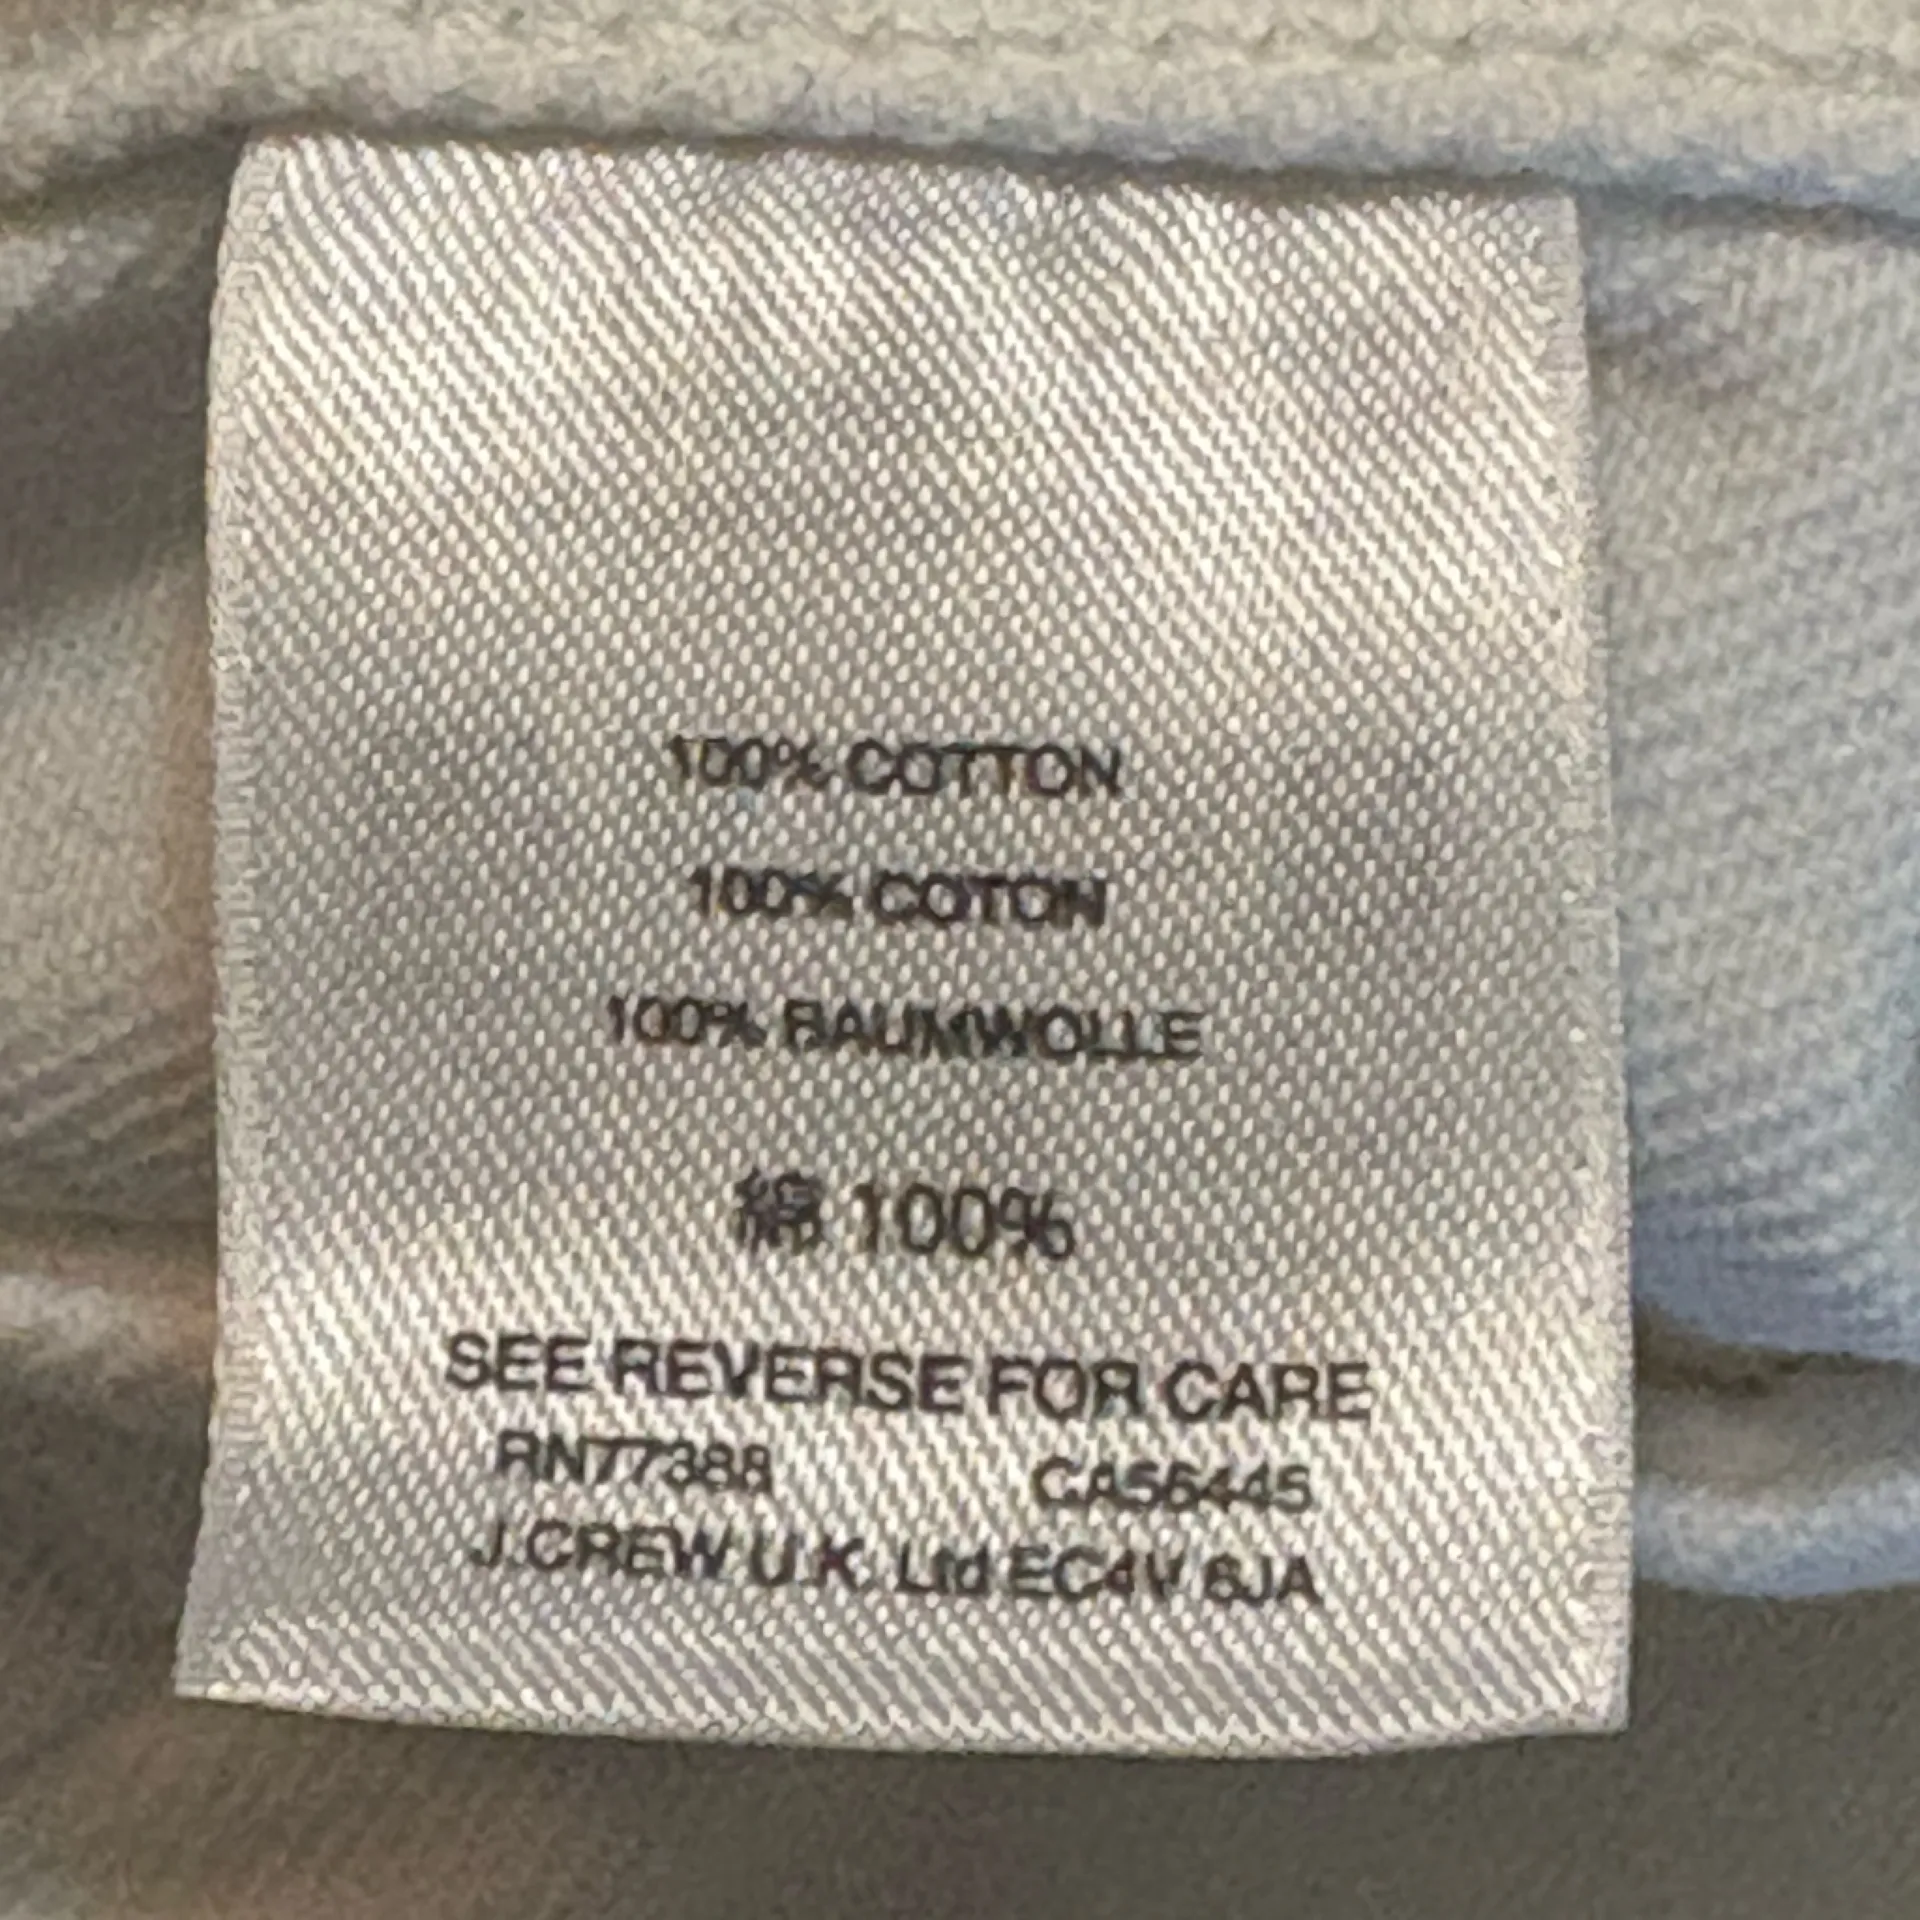 100% COTTON
100% COTON
100% BAUMWOLLE
綿 100%
SEE REVERSE FOR CARE
RN77388 CA56445
J.CREW U.K. Ltd EC4V 6JA